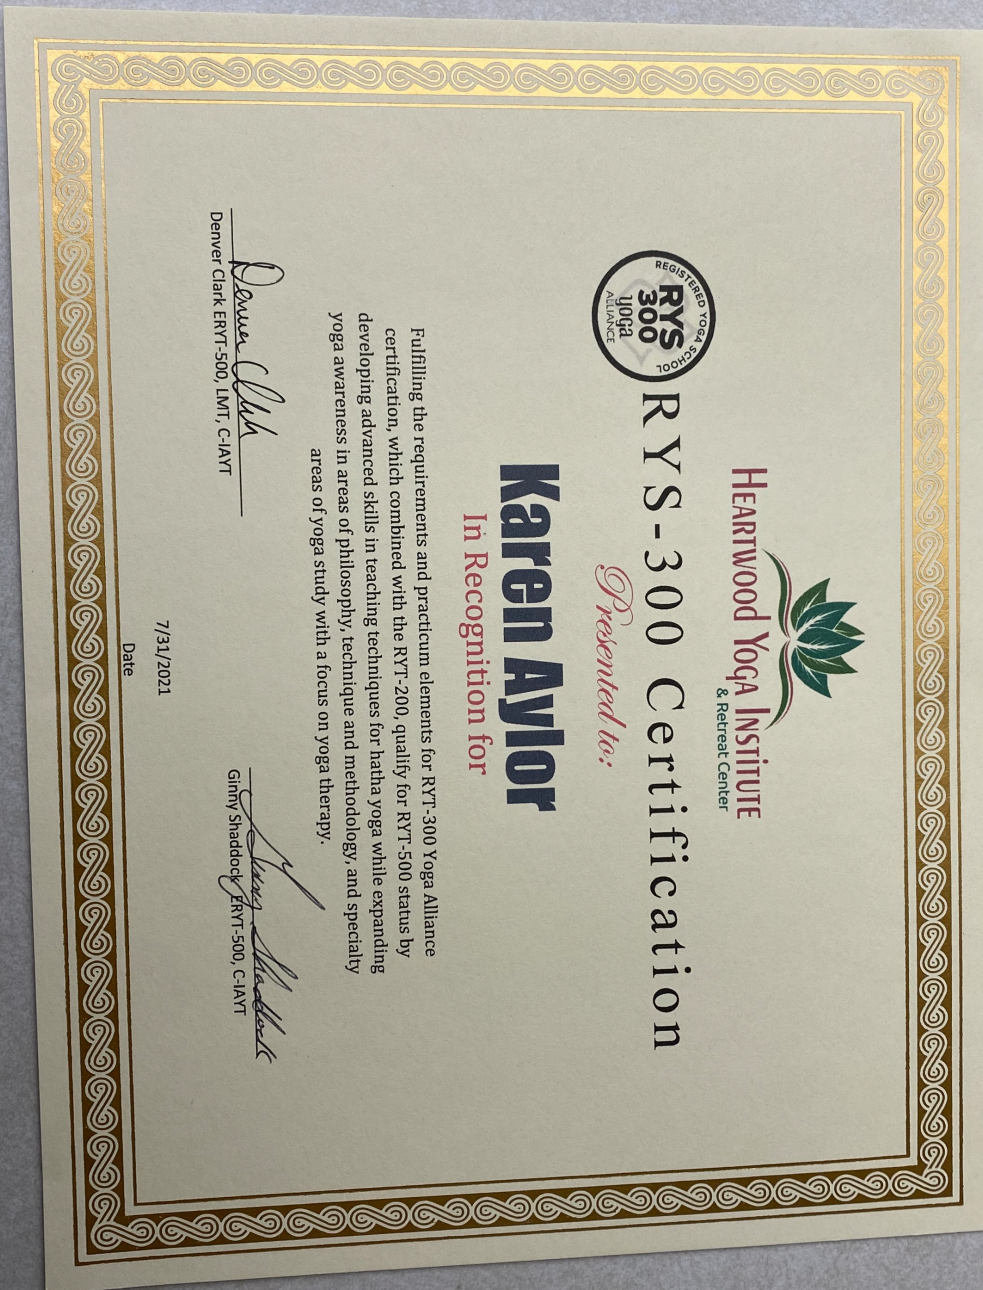 HEARTWOOD YOGA INSTITUTE
& Retreat Center
REGISTERED YOGA SCHOOL
RYS
300
yoga
ALLIANCE
RYS-300 Certification
Presented to:
Karen Aylor
In Recognition for
Fulfilling the requirements and practicum elements for RYT-300 Yoga Alliance
certification, which combined with the RYT-200, qualify for RYT-500 status by
developing advanced skills in teaching techniques for hatha yoga while expanding
yoga awareness in areas of philosophy, technique and methodology, and specialty
areas of yoga study with a focus on yoga therapy.
Denver Clark
Denver Clark ERYT-500, LMT, C-IAYT
7/31/2021
Date
Ginny Shaddock
Ginny Shaddock, ERYT-500, C-IAYT